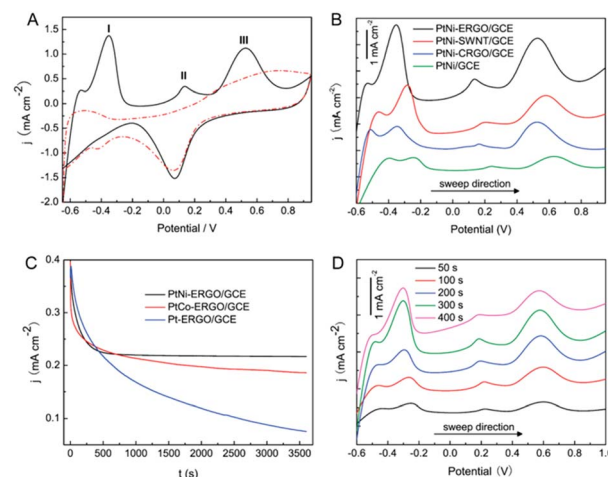 A
I
II
III
j (mA cm-2)
1.5
1.0
0.5
0.0
0.5
-1.0
-1.5
-2.0
-0.6 -0.4 -0.2 0.0 0.2 0.4 0.6 0.8
Potential / V
B
1 mA cm-2
PtNi-ERGO/GCE
PtNi-SWNT/GCE
PtNi-CRGO/GCE
PtNi/GCE
sweep direction
j (mA cm-2)
-0.6 -0.4 -0.2 0.0 0.2 0.4 0.6 0.8
Potential (V)
C
PtNi-ERGO/GCE
PtCo-ERGO/GCE
Pt-ERGO/GCE
j (mA cm-2)
0.4
0.3
0.2
0.1
0 500 1000 1500 2000 2500 3000 3500
t (s)
D
1 mA cm-2
50 s
100 s
200 s
300 s
400 s
sweep direction
j (mA cm-2)
-0.6 -0.4 -0.2 0.0 0.2 0.4 0.6 0.8 1.0
Potential (V)